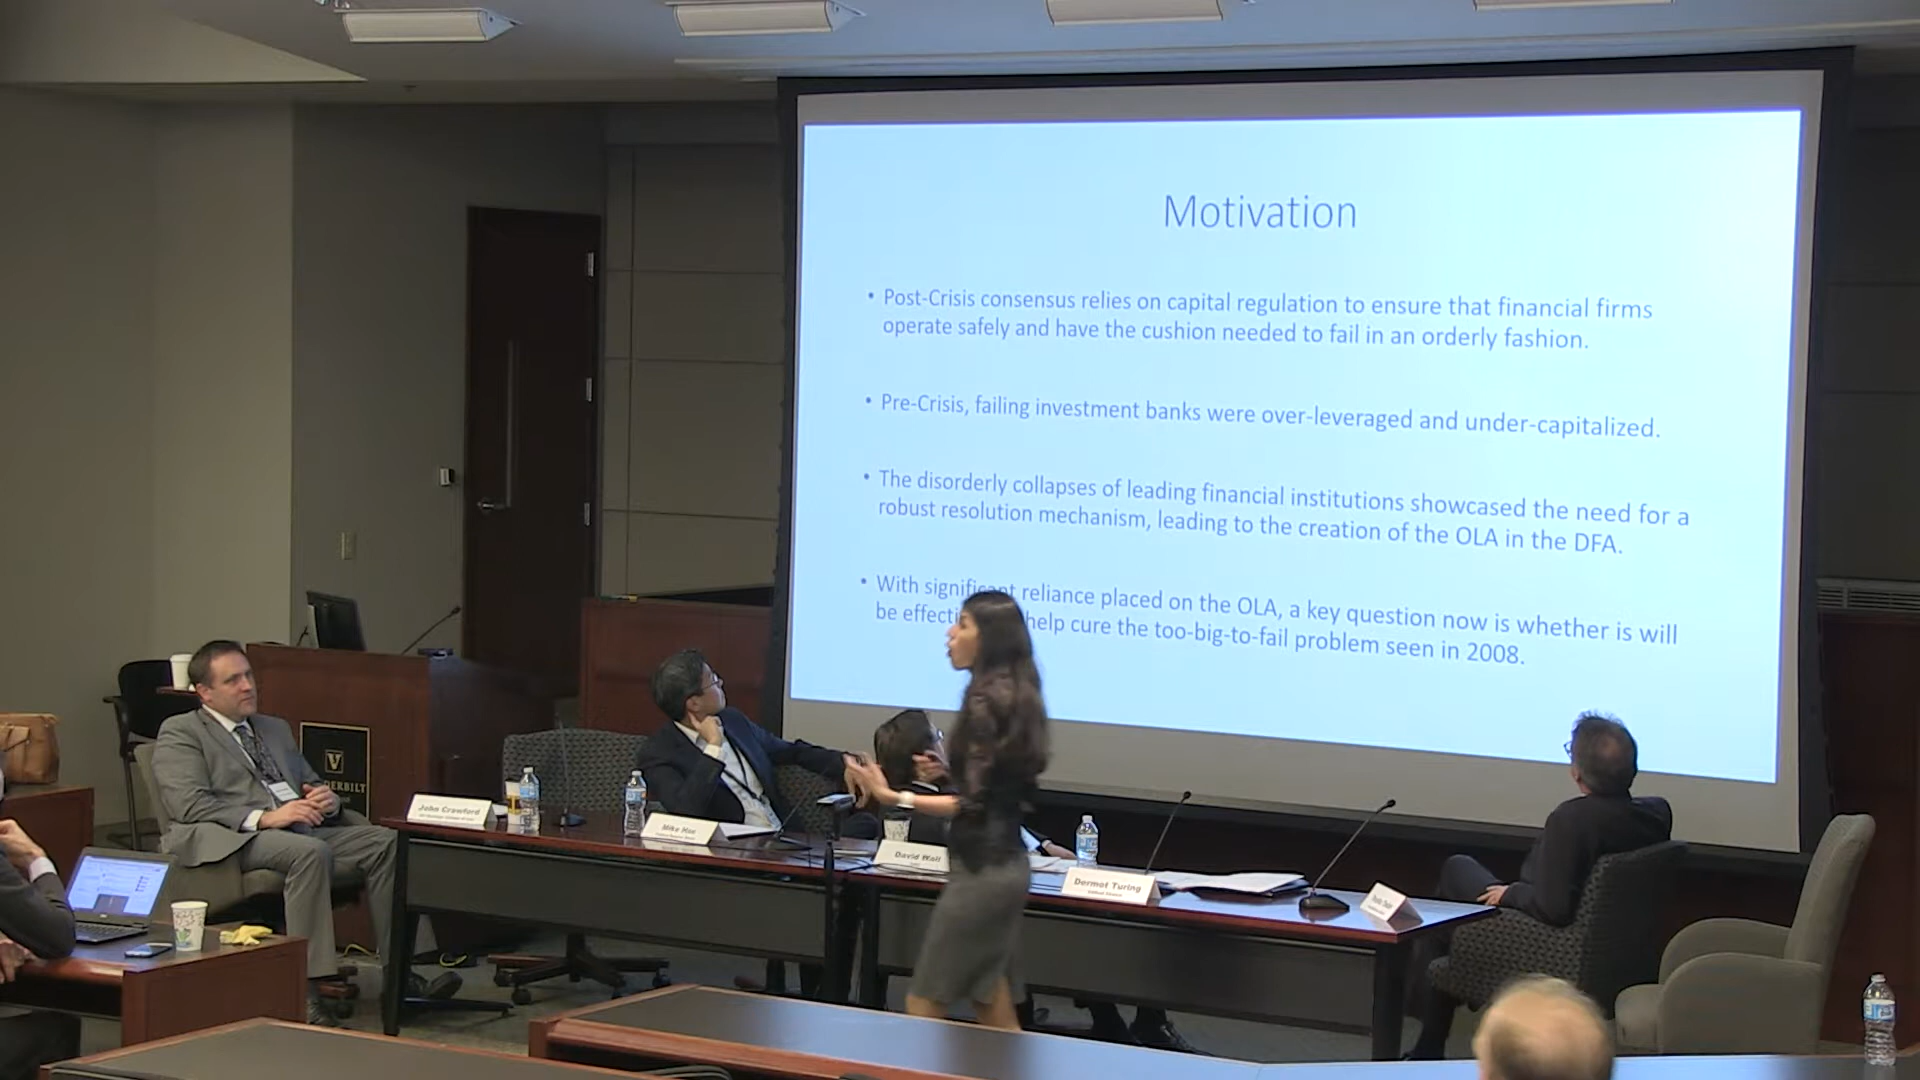 Motivation
• Post-Crisis consensus relies on capital regulation to ensure that financial firms
operate safely and have the cushion needed to fail in an orderly fashion.
• Pre-Crisis, failing investment banks were over-leveraged and under-capitalized.
• The disorderly collapses of leading financial institutions showcased the need for a
robust resolution mechanism, leading to the creation of the OLA in the DFA.
• With significant reliance placed on the OLA, a key question now is whether is will
be effecti help cure the too-big-to-fail problem seen in 2008.
V
DERBILT
John Crawford
Mike Hsu
David Wall
Dermot Turing